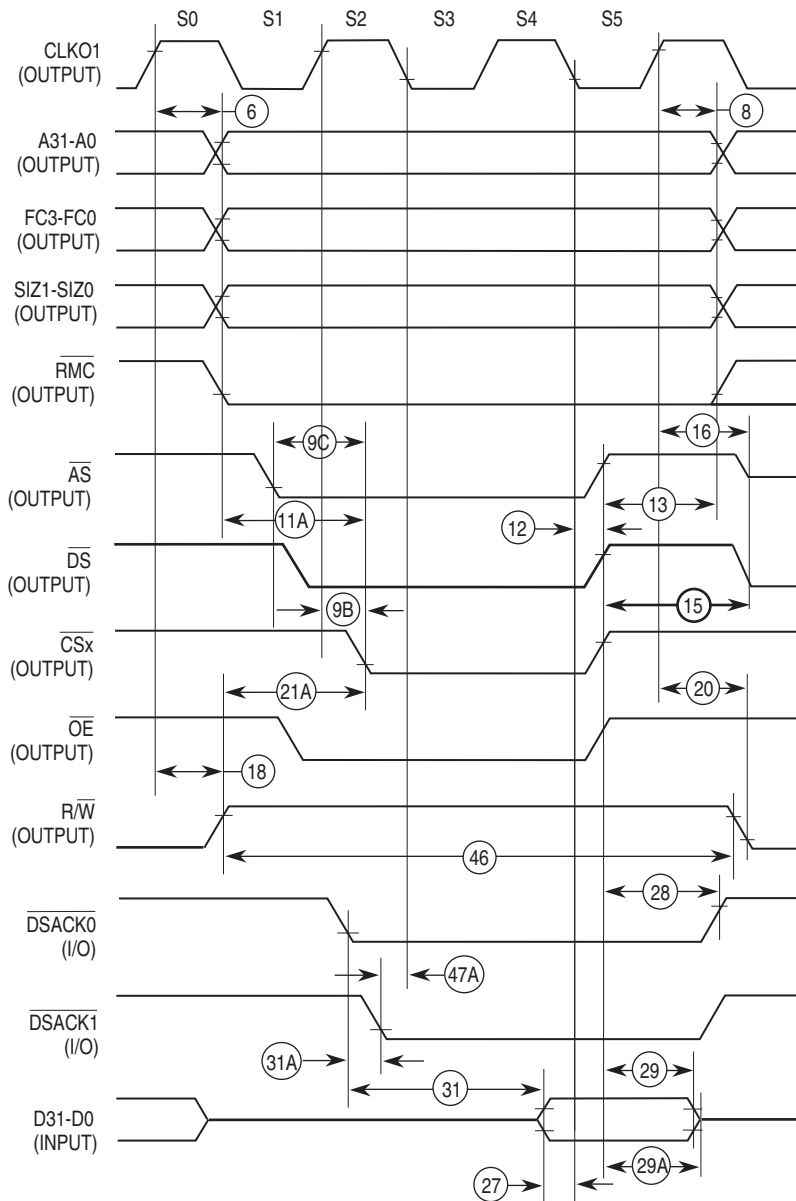 S0 S1 S2 S3 S4 S5
CLKO1
(OUTPUT)
6
8
A31-A0
(OUTPUT)
FC3-FC0
(OUTPUT)
SIZ1-SIZ0
(OUTPUT)
RMC
(OUTPUT)
16
9C
AS
(OUTPUT)
11A
12
13
DS
(OUTPUT)
9B
15
CSx
(OUTPUT)
21A
20
OE
(OUTPUT)
18
R/W
(OUTPUT)
46
28
DSACK0
(I/O)
47A
DSACK1
(I/O)
31A
31
29
D31-D0
(INPUT)
29A
27